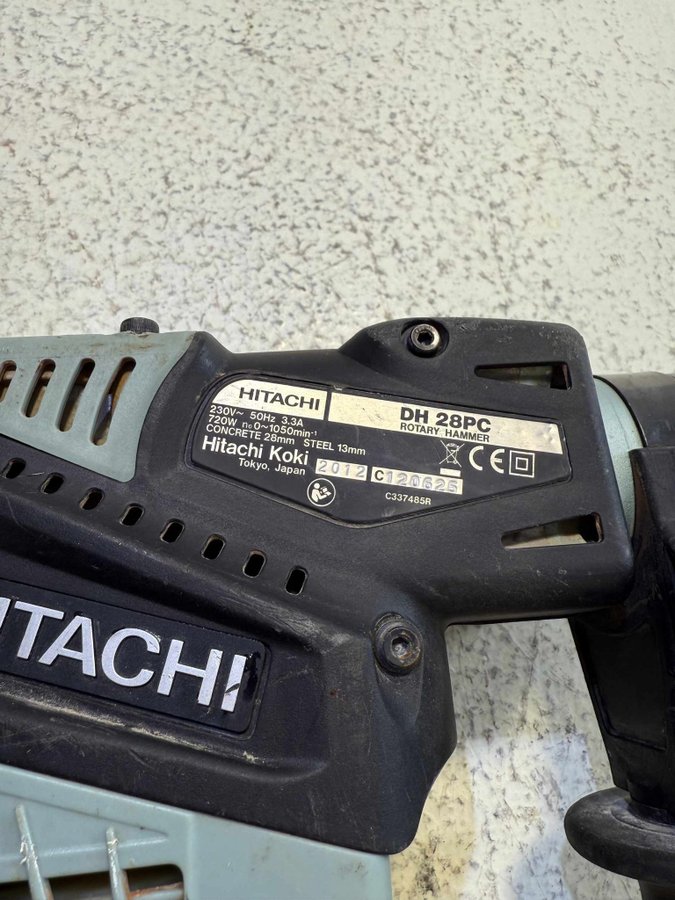 HITACHI
DH 28PC
ROTARY HAMMER
230V~ 50Hz 3.3A
720W n₀ 0~1050min⁻¹
CONCRETE 28mm STEEL 13mm
Hitachi Koki
Tokyo, Japan
2012 C120625
CE
C337485R
HITACHI